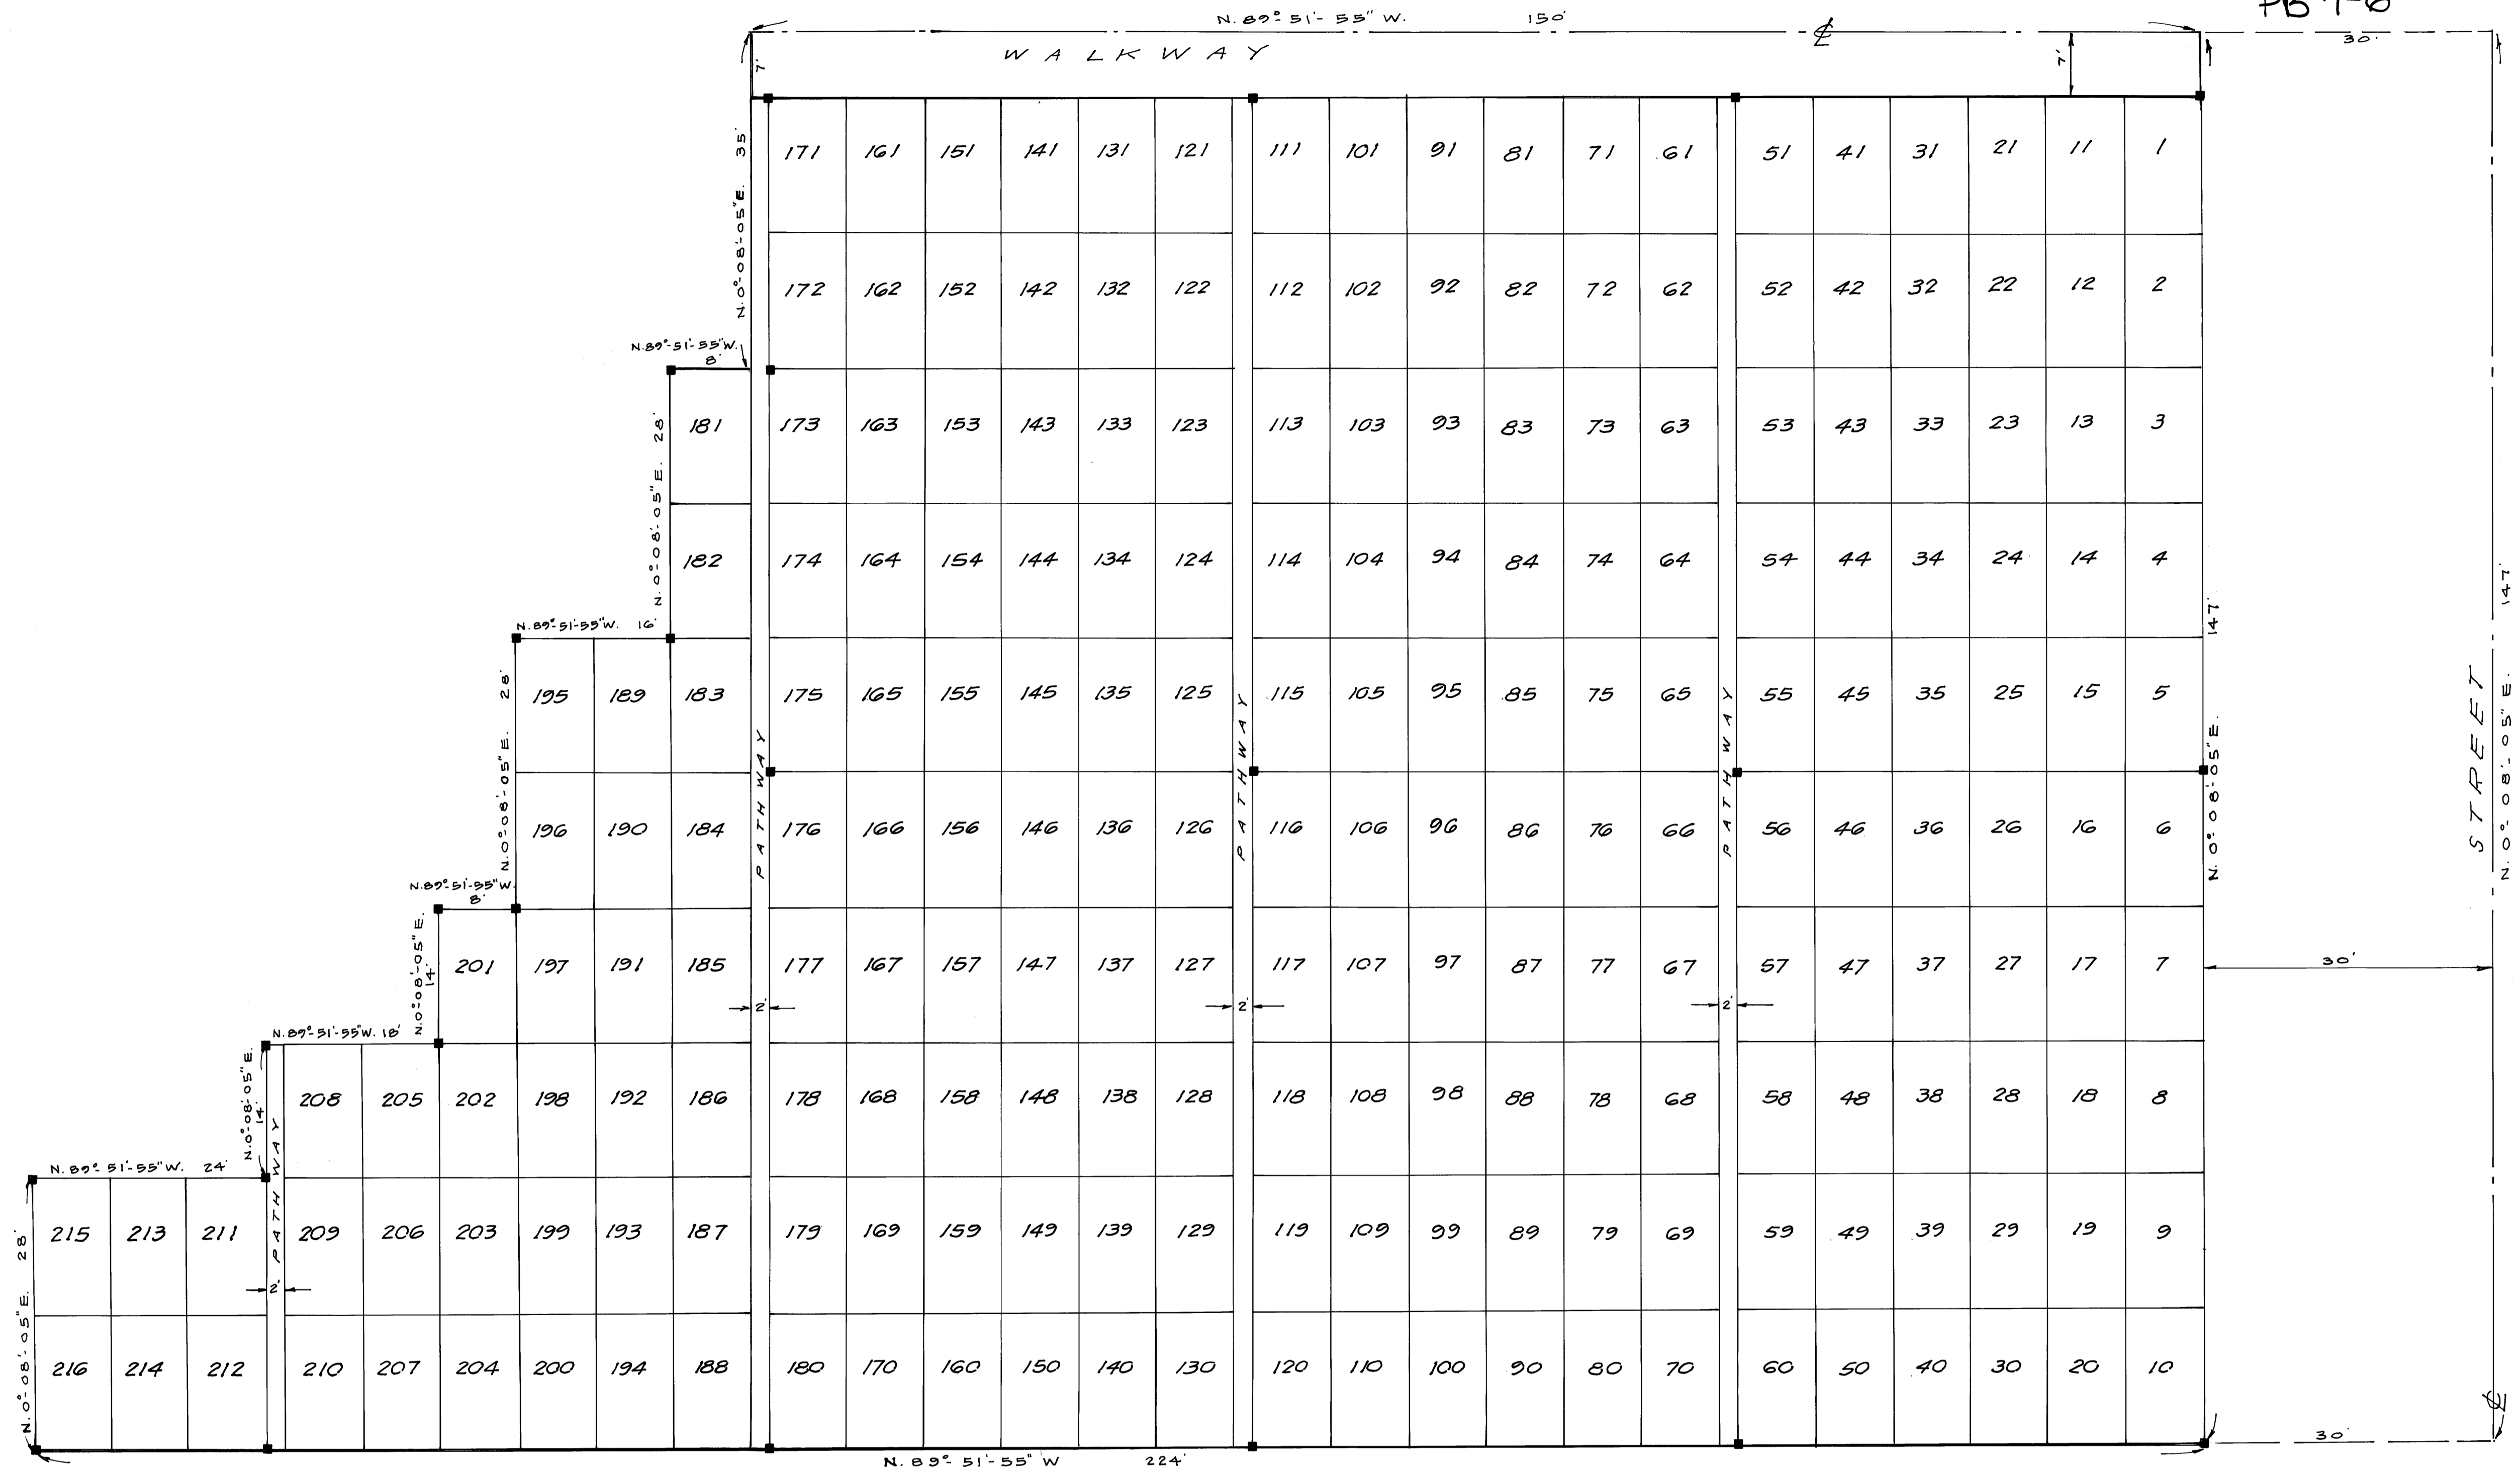 PB 4-6
N. 89°-51'-55" W. 150'
30'
WALKWAY
7'
7'
171 161 151 141 131 121 111 101 91 81 71 61 51 41 31 21 11 1
N.0°-08'-05"E. 35'
172 162 152 142 132 122 112 102 92 82 72 62 52 42 32 22 12 2
N.89°-51'-55"W.
8'
181 173 163 153 143 133 123 113 103 93 83 73 63 53 43 33 23 13 3
N.0°-08'-05"E. 28'
182 174 164 154 144 134 124 114 104 94 84 74 64 54 44 34 24 14 4
N.89°-51'-55"W. 16'
195 189 183 175 165 155 145 135 125 115 105 95 85 75 65 55 45 35 25 15 5
N.0°-08'-05"E. 28'
PATHWAY
PATHWAY
PATHWAY
N.0°-08'-05"E. 147'
STREET
N.0°-08'-05"E. 147'
196 190 184 176 166 156 146 136 126 116 106 96 86 76 66 56 46 36 26 16 6
N.89°-51'-55"W.
8'
201 197 191 185 177 167 157 147 137 127 117 107 97 87 77 67 57 47 37 27 17 7
30'
N.0°-08'-05"E.
14'
2'
2'
2'
N.89°-51'-55"W. 18'
208 205 202 198 192 186 178 168 158 148 138 128 118 108 98 88 78 68 58 48 38 28 18 8
N.0°-08'-05"E.
14'
PATHWAY
N.89°-51'-55"W. 24'
215 213 211 209 206 203 199 193 187 179 169 159 149 139 129 119 109 99 89 79 69 59 49 39 29 19 9
2'
N.0°-08'-05"E. 28'
216 214 212 210 207 204 200 194 188 180 170 160 150 140 130 120 110 100 90 80 70 60 50 40 30 20 10
30'
N. 89°-51'-55" W 224'